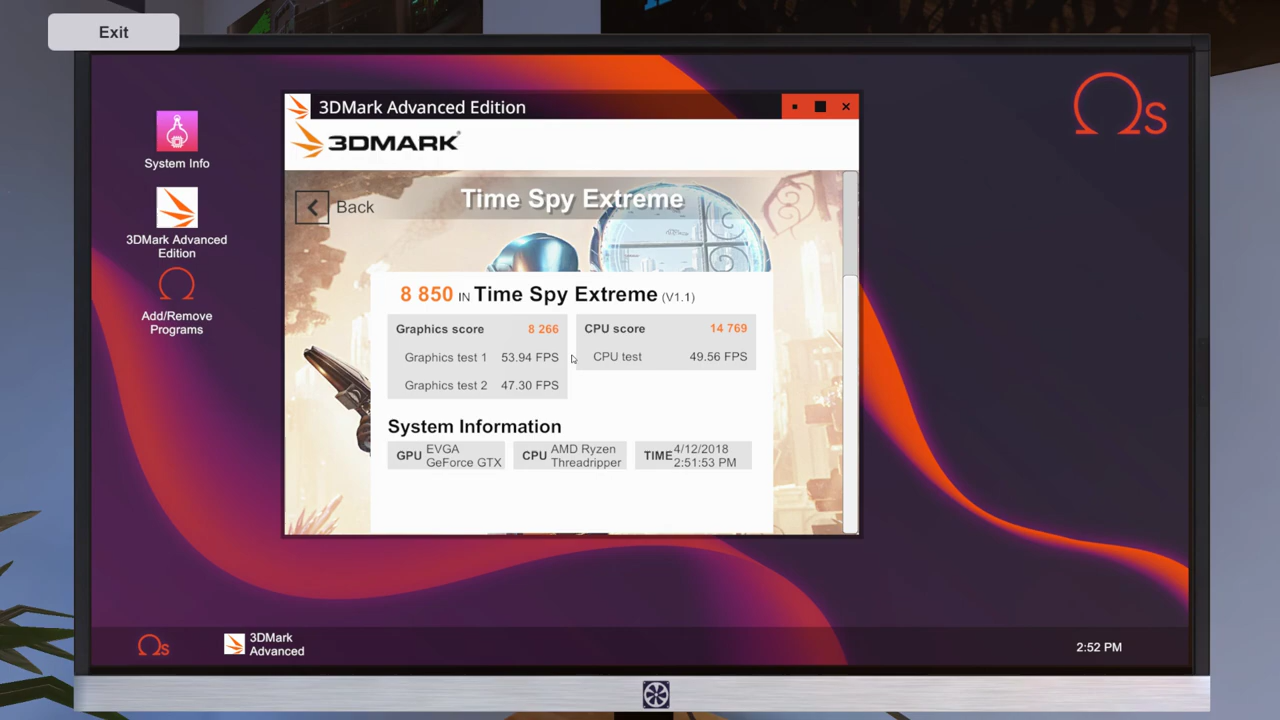 Exit
3DMark Advanced Edition
3DMARK
Back
Time Spy Extreme
8 850 IN Time Spy Extreme (V1.1)
Graphics score 8 266
Graphics test 1 53.94 FPS
Graphics test 2 47.30 FPS
CPU score 14 769
CPU test 49.56 FPS
System Information
GPU EVGA
GeForce GTX
CPU AMD Ryzen
Threadripper
TIME 4/12/2018
2:51:53 PM
System Info
3DMark Advanced
Edition
Add/Remove
Programs
Ωs
Ωs
3DMark
Advanced
2:52 PM